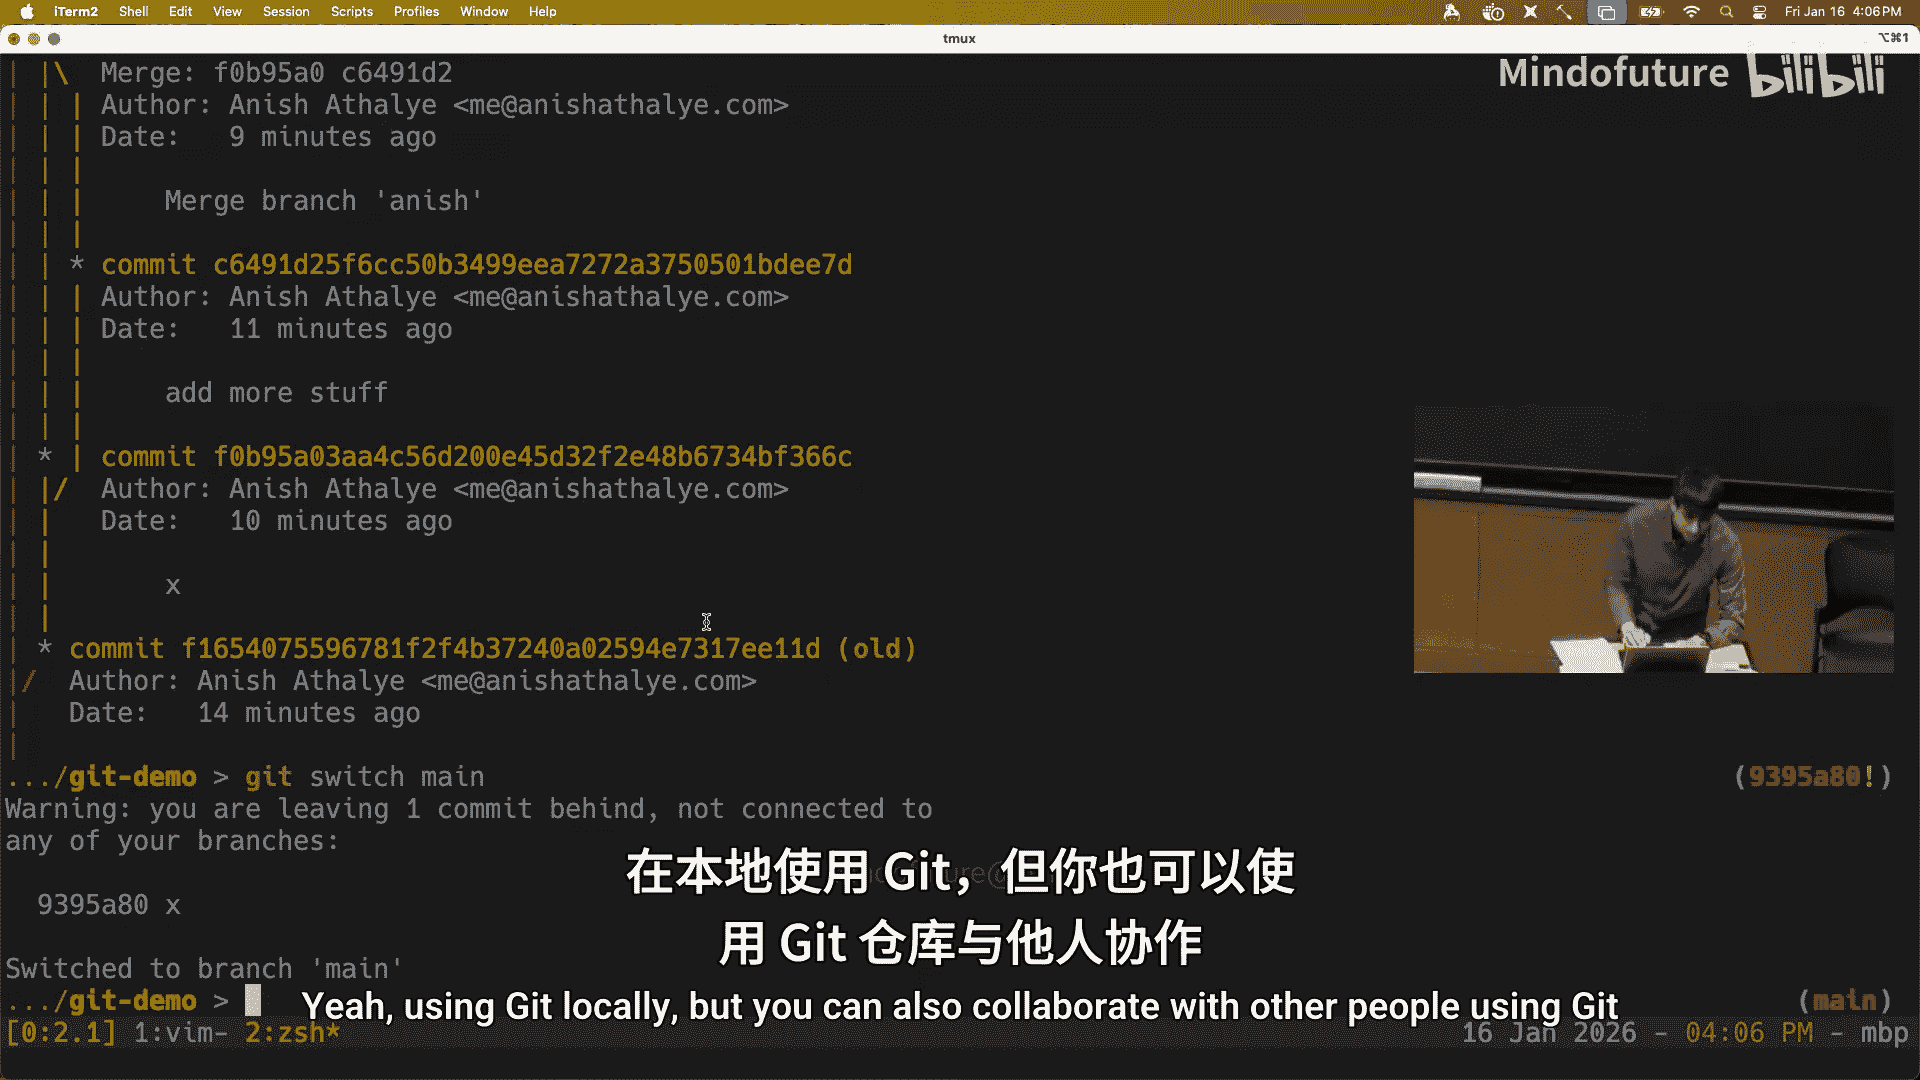 iTerm2 Shell Edit View Session Scripts Profiles Window Help Fri Jan 16 4:06 PM
tmux ⌥⌘1
Mindofuture bilibili
|\ Merge: f0b95a0 c6491d2
Author: Anish Athalye <me@anishathalye.com>
Date: 9 minutes ago
Merge branch 'anish'
* commit c6491d25f6cc50b3499eea7272a3750501bdee7d
Author: Anish Athalye <me@anishathalye.com>
Date: 11 minutes ago
add more stuff
* | commit f0b95a03aa4c56d200e45d32f2e48b6734bf366c
|/ Author: Anish Athalye <me@anishathalye.com>
Date: 10 minutes ago
x
* commit f1654075596781f2f4b37240a02594e7317ee11d (old)
|/ Author: Anish Athalye <me@anishathalye.com>
Date: 14 minutes ago
.../git-demo > git switch main (9395a80!)
Warning: you are leaving 1 commit behind, not connected to
any of your branches:
9395a80 x
Switched to branch 'main'
.../git-demo > (main)
在本地使用 Git，但你也可以使
用 Git 仓库与他人协作
Yeah, using Git locally, but you can also collaborate with other people using Git
[0:2.1] 1:vim- 2:zsh* 16 Jan 2026 - 04:06 PM - mbp